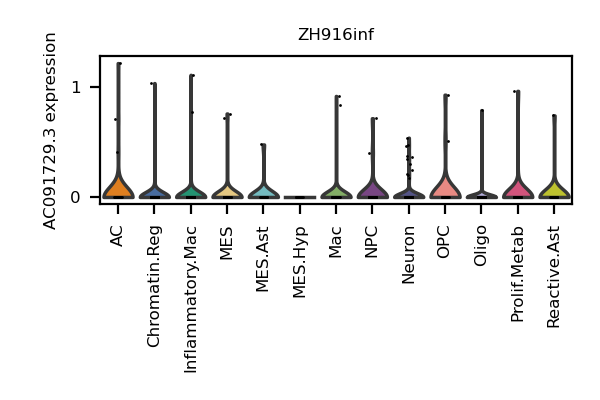 ZH916inf
AC091729.3 expression
1
0
AC
Chromatin.Reg
Inflammatory.Mac
MES
MES.Ast
MES.Hyp
Mac
NPC
Neuron
OPC
Oligo
Prolif.Metab
Reactive.Ast